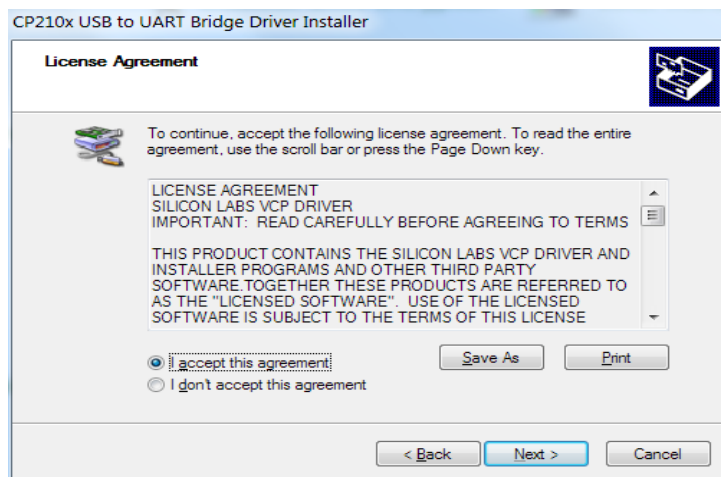 CP210x USB to UART Bridge Driver Installer
License Agreement
To continue, accept the following license agreement. To read the entire
agreement, use the scroll bar or press the Page Down key.
LICENSE AGREEMENT
SILICON LABS VCP DRIVER
IMPORTANT: READ CAREFULLY BEFORE AGREEING TO TERMS
THIS PRODUCT CONTAINS THE SILICON LABS VCP DRIVER AND
INSTALLER PROGRAMS AND OTHER THIRD PARTY
SOFTWARE.TOGETHER THESE PRODUCTS ARE REFERRED TO
AS THE "LICENSED SOFTWARE". USE OF THE LICENSED
SOFTWARE IS SUBJECT TO THE TERMS OF THIS LICENSE
I accept this agreement
Save As
Print
I don't accept this agreement
< Back
Next >
Cancel